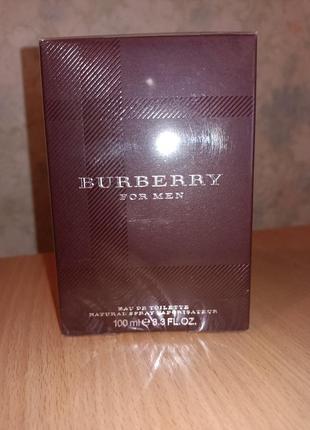 BURBERRY
FOR MEN
EAU DE TOILETTE
NATURAL SPRAY VAPORISATEUR
100 ml ℮ 3.3 FL.OZ.